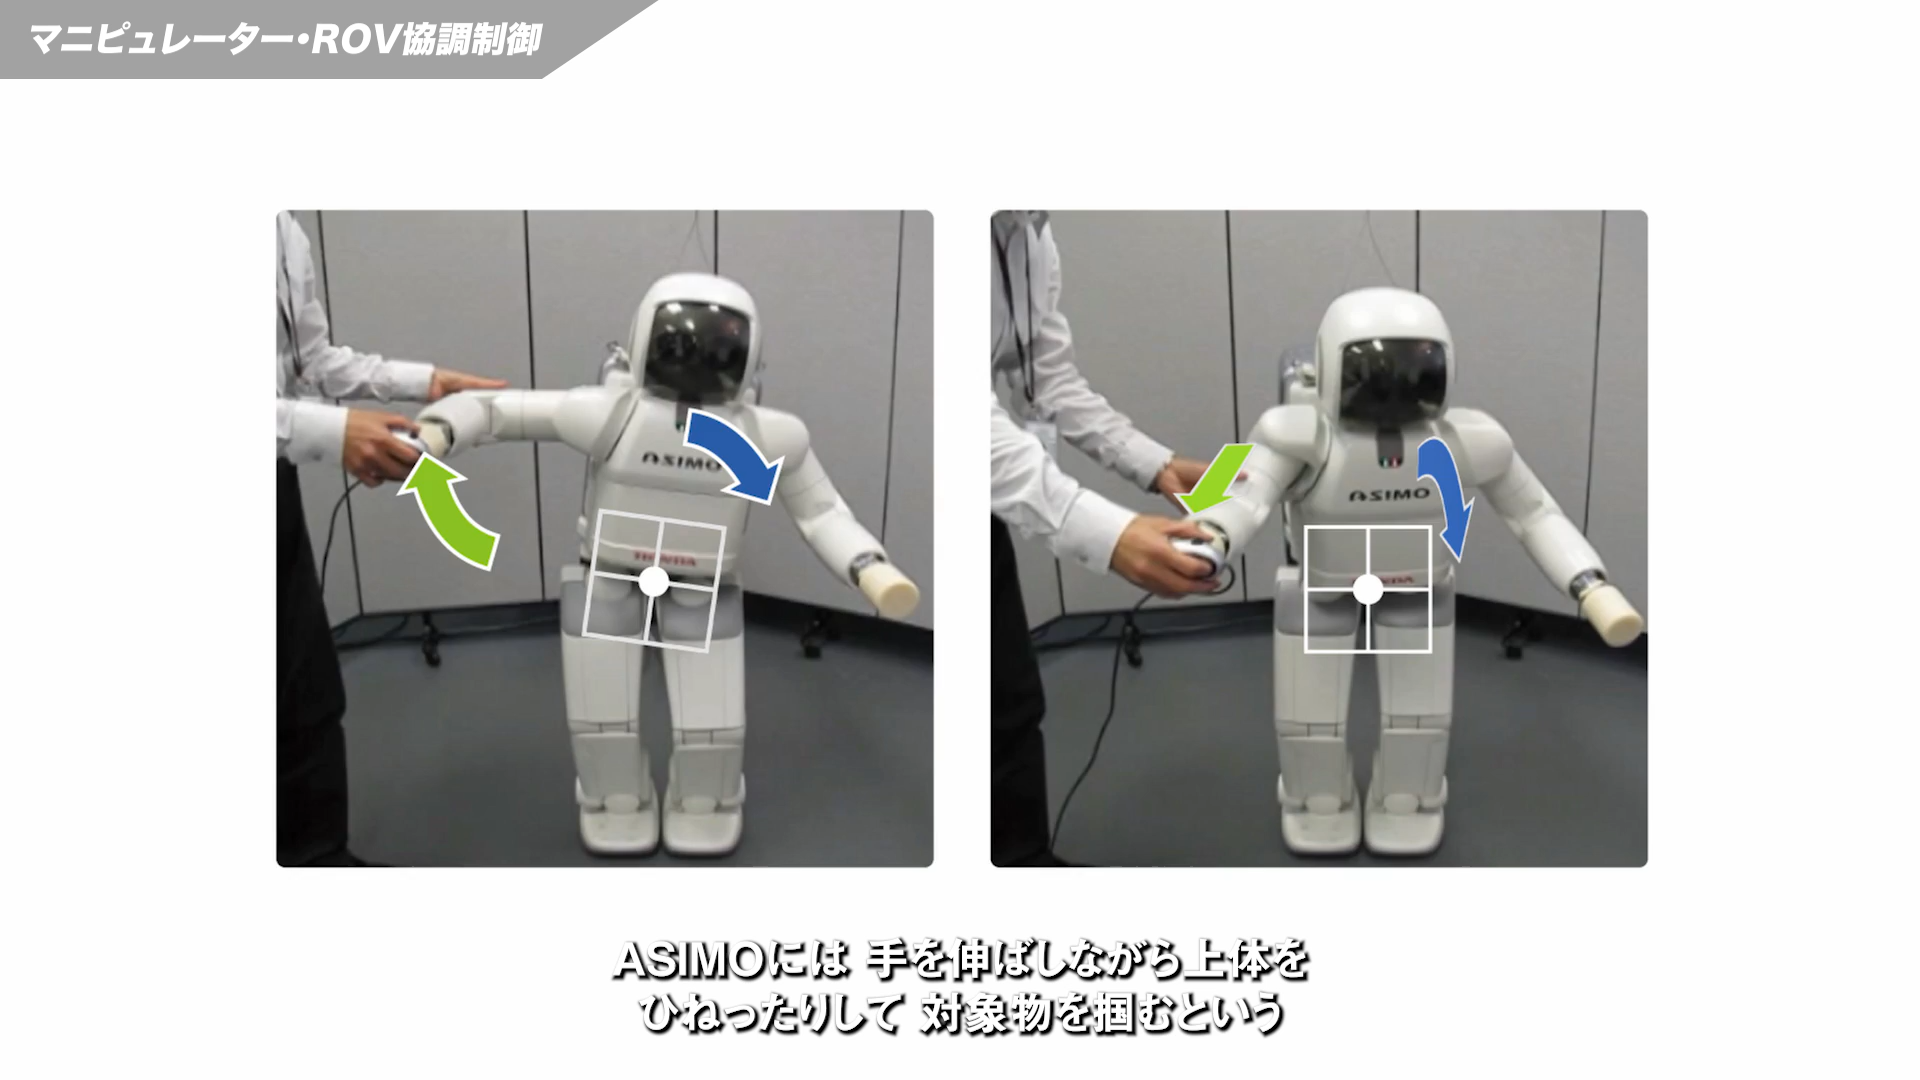 マニピュレーター・ROV協調制御
ASIMO
HONDA
ASIMO
ASIMOには 手を伸ばしながら上体を
ひねったりして 対象物を掴むという